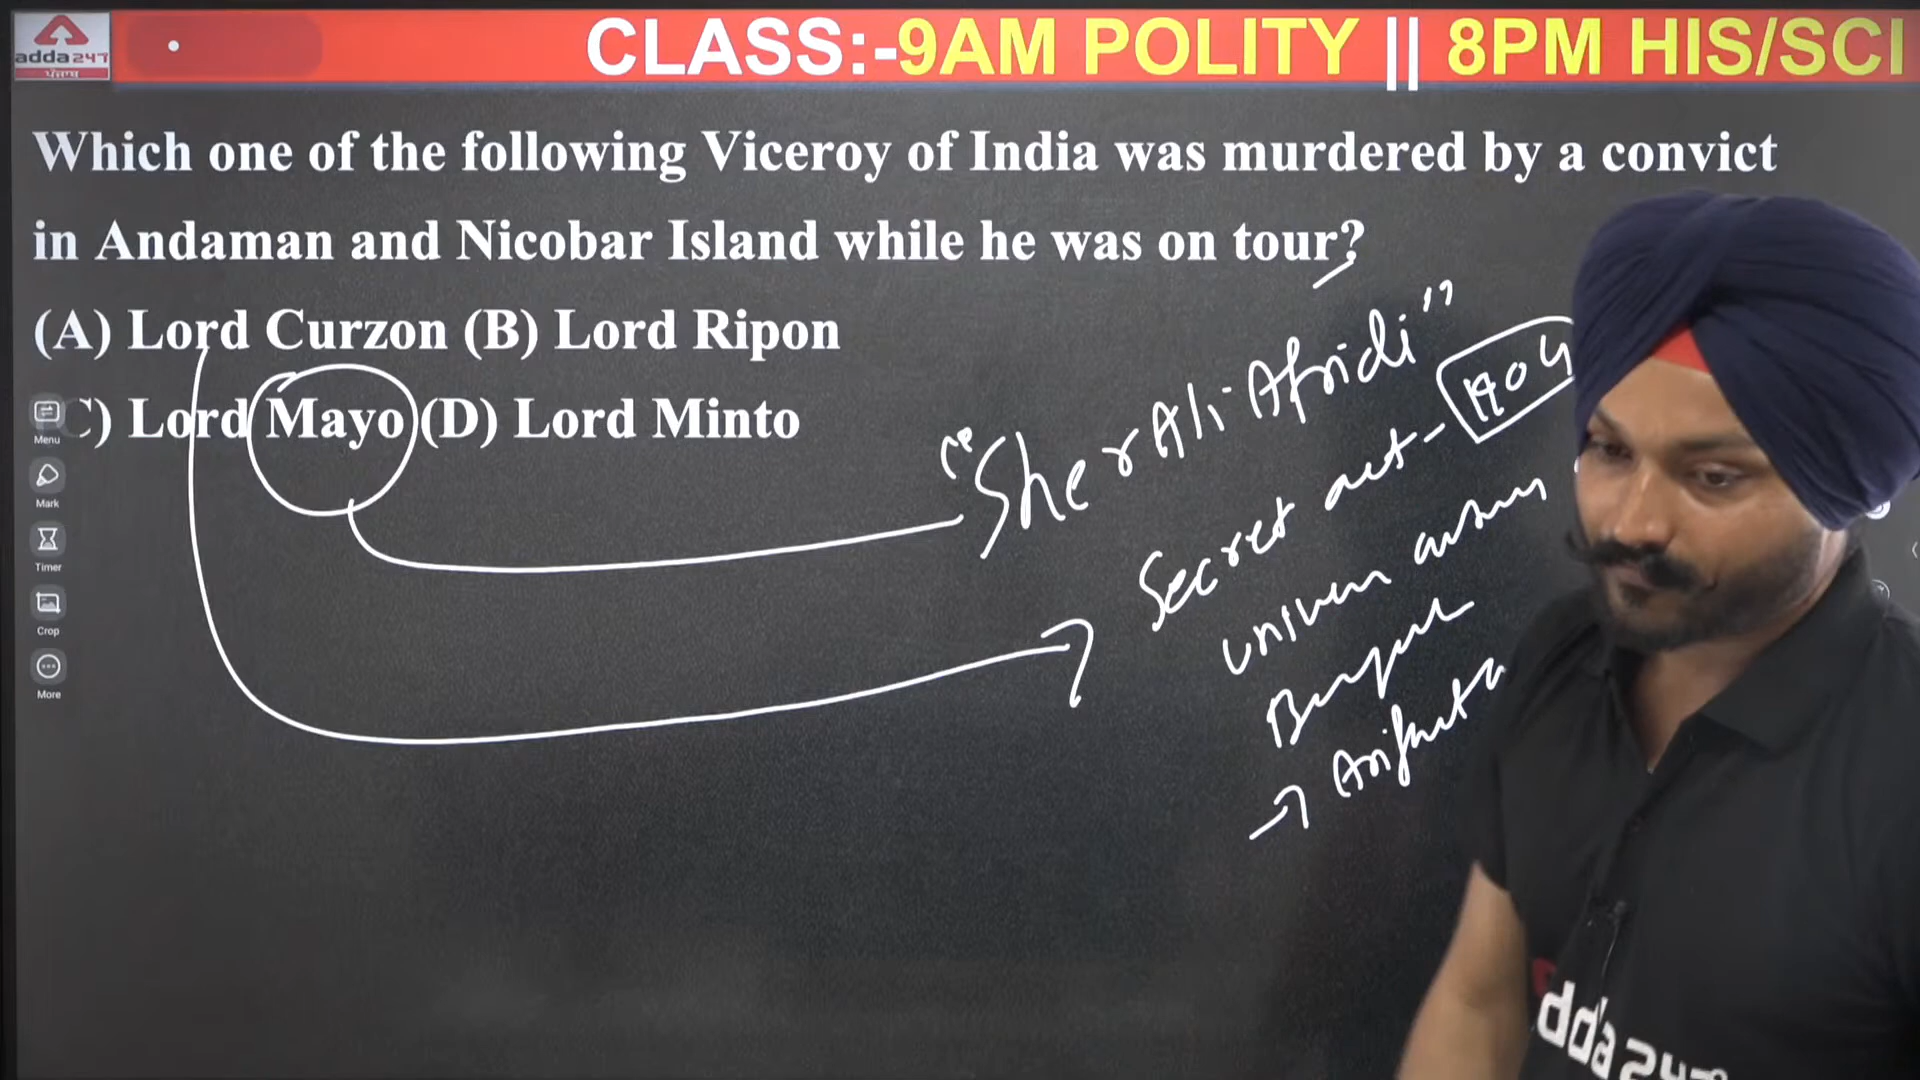 adda247
ਪੰਜਾਬ
CLASS:-9AM POLITY || 8PM HIS/SCI
Which one of the following Viceroy of India was murdered by a convict
in Andaman and Nicobar Island while he was on tour?
(A) Lord Curzon (B) Lord Ripon
C) Lord Mayo (D) Lord Minto
Menu
Mark
Timer
Crop
More
"Sher Ali Afridi"
Secret act-
adda247